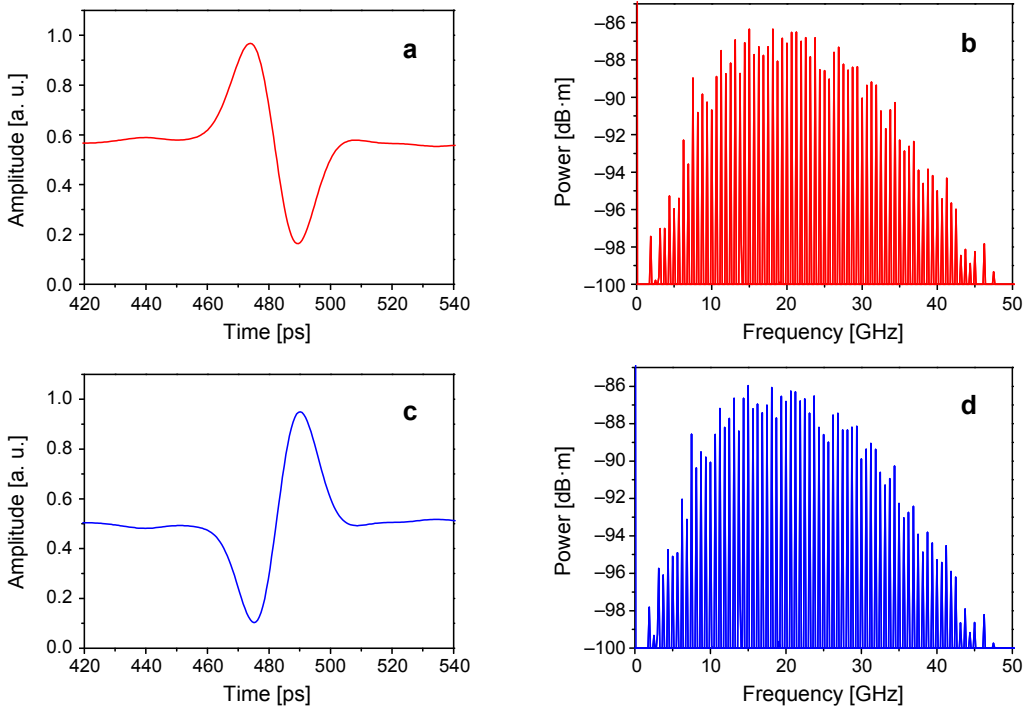 a
Amplitude [a. u.]
1.0
0.8
0.6
0.4
0.2
0.0
420 440 460 480 500 520 540
Time [ps]
b
Power [dB·m]
–86
–88
–90
–92
–94
–96
–98
–100
0 10 20 30 40 50
Frequency [GHz]
c
Amplitude [a. u.]
1.0
0.8
0.6
0.4
0.2
0.0
420 440 460 480 500 520 540
Time [ps]
d
Power [dB·m]
–86
–88
–90
–92
–94
–96
–98
–100
0 10 20 30 40 50
Frequency [GHz]